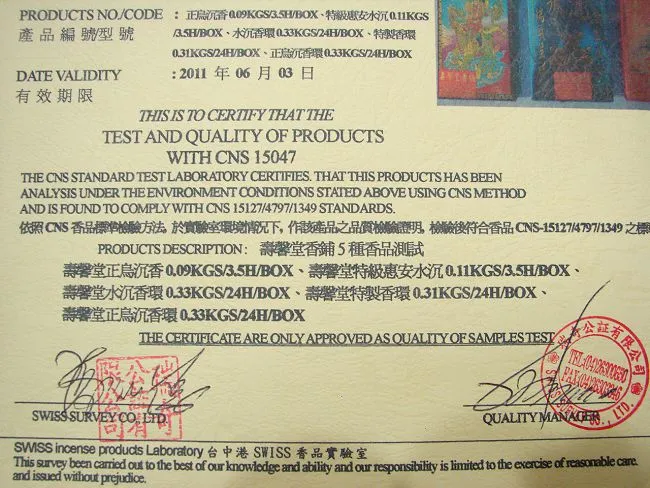 PRODUCTS NO./CODE : 正烏沉香0.09KGS/3.5H/BOX、特級惠安水沉0.11KGS
產品編號/型號 /3.5H/BOX、水沉香環0.33KGS/24H/BOX、特製香環
0.31KGS/24H/BOX、正烏沉香環0.33KGS/24H/BOX
DATE VALIDITY : 2011 年 06 月 03 日
有效期限
THIS IS TO CERTIFY THAT THE
TEST AND QUALITY OF PRODUCTS
WITH CNS 15047
THE CNS STANDARD TEST LABORATORY CERTIFIES. THAT THIS PRODUCTS HAS BEEN
ANALYSIS UNDER THE ENVIRONMENT CONDITIONS STATED ABOVE USING CNS METHOD
AND IS FOUND TO COMPLY WITH CNS 15127/4797/1349 STANDARDS.
依照 CNS 香品標準檢驗方法，於實驗室環境情況下，作該產品之品質檢驗證明，檢驗後符合香品 CNS-15127/4797/1349 之標
PRODUCTS DESCRIPTION : 壽馨堂香鋪 5 種香品測試
壽馨堂正烏沉香 0.09KGS/3.5H/BOX、壽馨堂特級惠安水沉 0.11KGS/3.5H/BOX、
壽馨堂水沉香環 0.33KGS/24H/BOX、壽馨堂特製香環 0.31KGS/24H/BOX、
壽馨堂正烏沉香環 0.33KGS/24H/BOX
THE CERTIFICATE ARE ONLY APPROVED AS QUALITY OF SAMPLES TEST
公証有限公司
SWISS SURVEY CO. LTD
QUALITY MANAGER
SWISS incense products Laboratory 台中港 SWISS 香品實驗室
This survey been carried out to the best of our knowledge and ability and our responsibility is limited to the exercise of reasonable care.
and issued without prejudice.